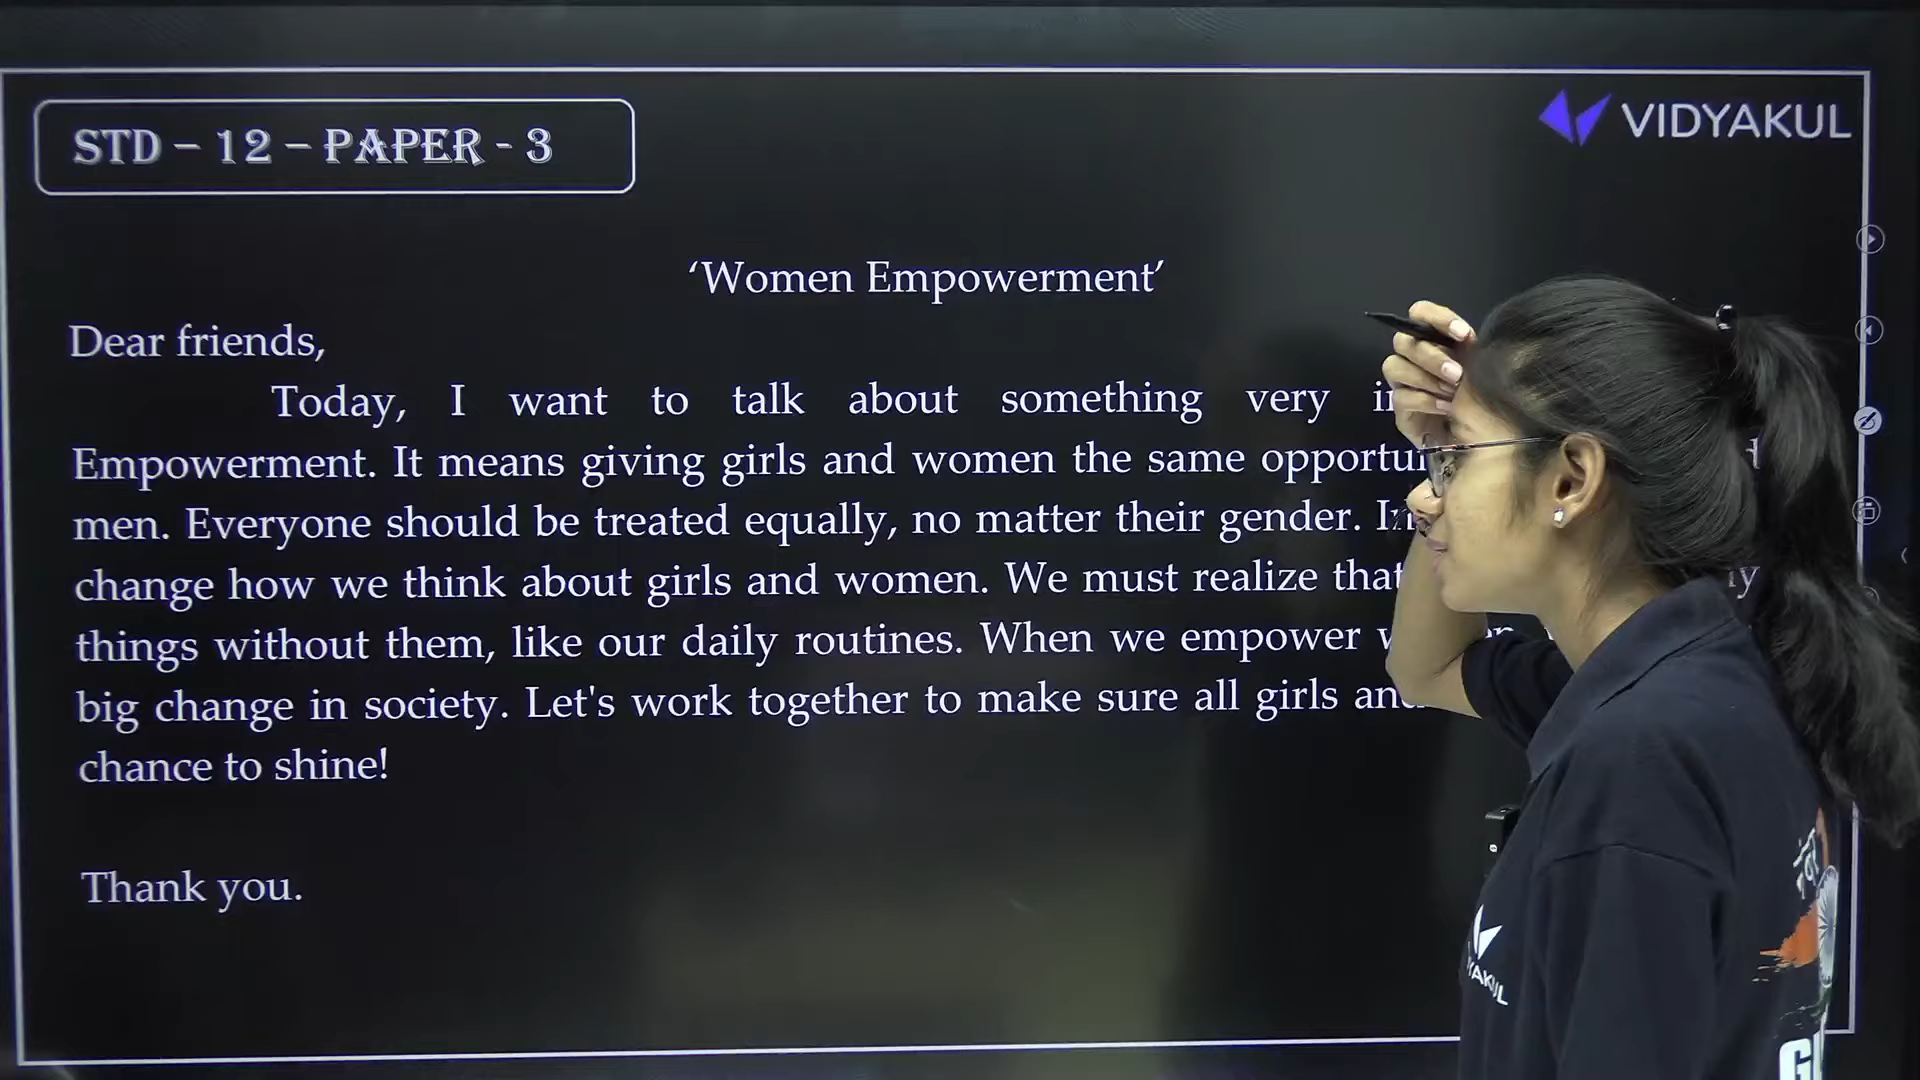 STD – 12 – PAPER - 3
VIDYAKUL
‘Women Empowerment’
Dear friends,
Today, I want to talk about something very
Empowerment. It means giving girls and women the same
men. Everyone should be treated equally, no matter their gender.
change how we think about girls and women. We must realize that
things without them, like our daily routines. When we empower
big change in society. Let's work together to make sure all girls and
chance to shine!
Thank you.